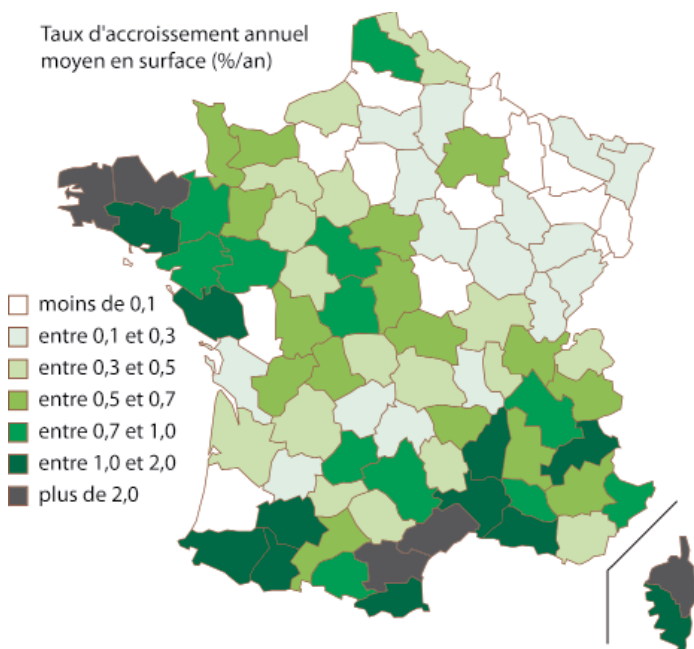 Taux d'accroissement annuel
moyen en surface (%/an)
moins de 0,1
entre 0,1 et 0,3
entre 0,3 et 0,5
entre 0,5 et 0,7
entre 0,7 et 1,0
entre 1,0 et 2,0
plus de 2,0